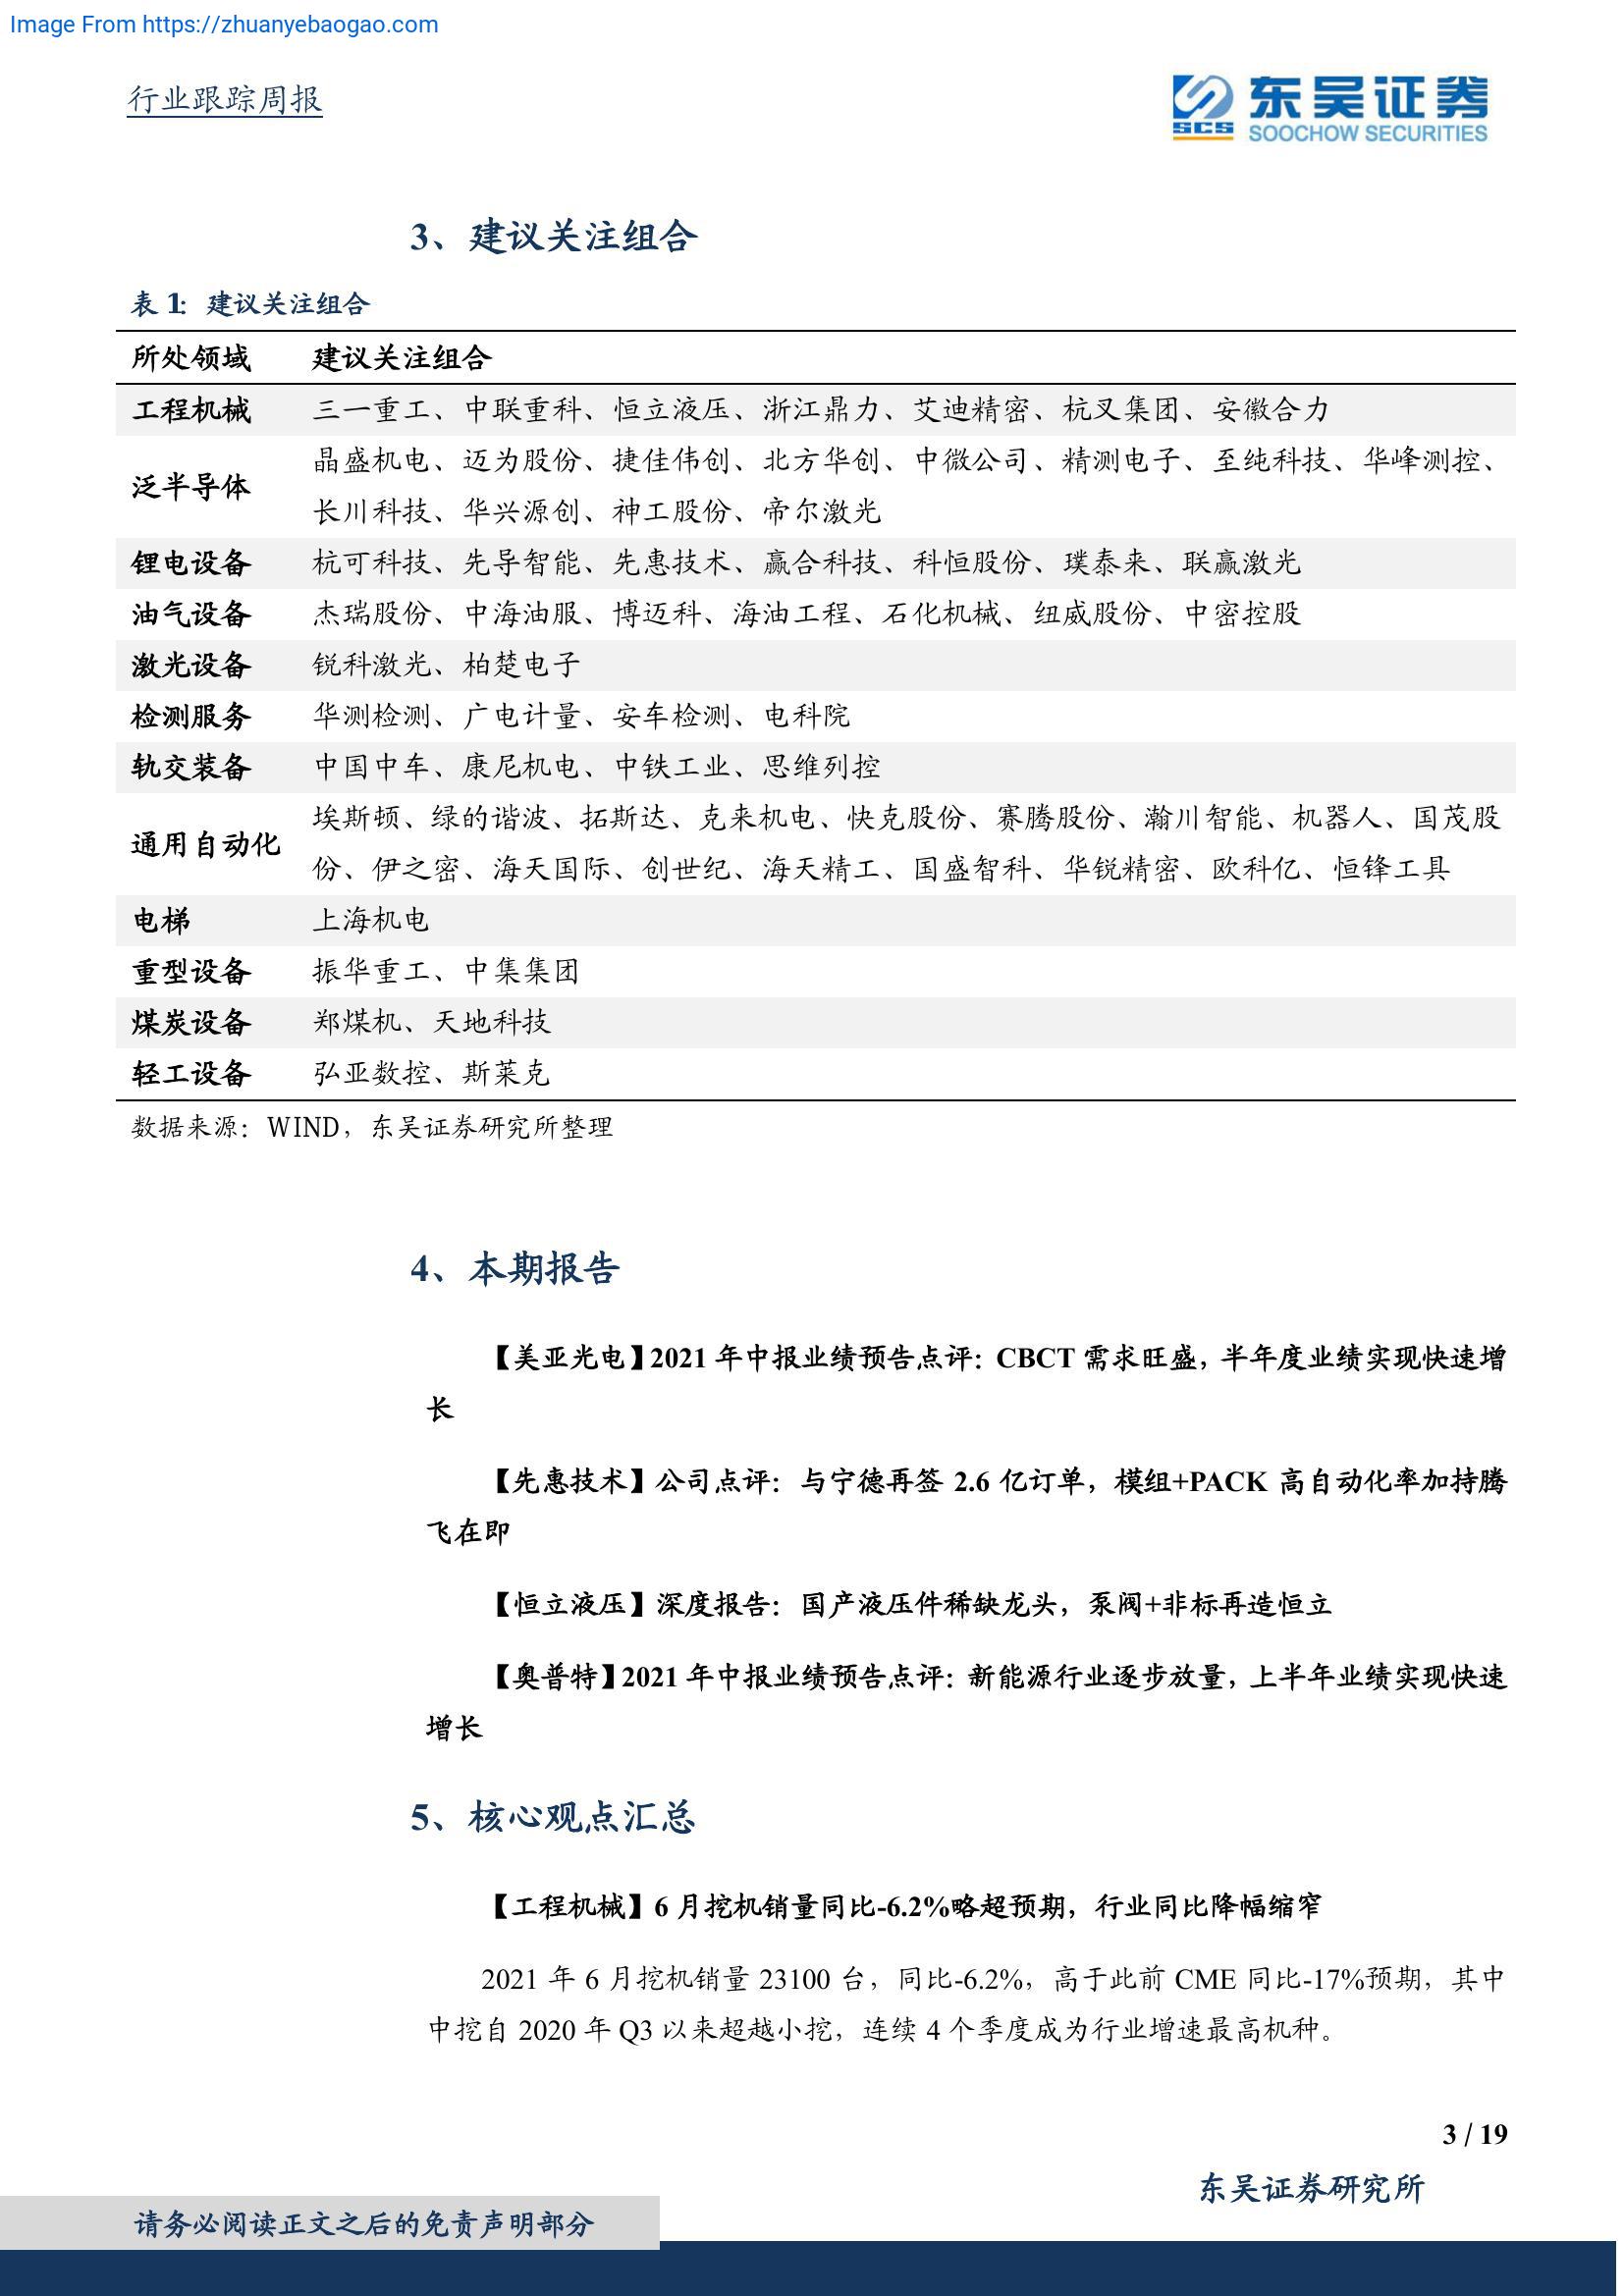 Image From https://zhuanyebaogao.com
行业跟踪周报
SCS 东吴证券
SOOCHOW SECURITIES
3、建议关注组合
表 1: 建议关注组合
所处领域 建议关注组合
工程机械 三一重工、中联重科、恒立液压、浙江鼎力、艾迪精密、杭叉集团、安徽合力
泛半导体 晶盛机电、迈为股份、捷佳伟创、北方华创、中微公司、精测电子、至纯科技、华峰测控、
长川科技、华兴源创、神工股份、帝尔激光
锂电设备 杭可科技、先导智能、先惠技术、赢合科技、科恒股份、璞泰来、联赢激光
油气设备 杰瑞股份、中海油服、博迈科、海油工程、石化机械、纽威股份、中密控股
激光设备 锐科激光、柏楚电子
检测服务 华测检测、广电计量、安车检测、电科院
轨交装备 中国中车、康尼机电、中铁工业、思维列控
通用自动化 埃斯顿、绿的谐波、拓斯达、克来机电、快克股份、赛腾股份、瀚川智能、机器人、国茂股
份、伊之密、海天国际、创世纪、海天精工、国盛智科、华锐精密、欧科亿、恒锋工具
电梯 上海机电
重型设备 振华重工、中集集团
煤炭设备 郑煤机、天地科技
轻工设备 弘亚数控、斯莱克
数据来源：WIND，东吴证券研究所整理
4、本期报告
【美亚光电】2021 年中报业绩预告点评：CBCT 需求旺盛，半年度业绩实现快速增
长
【先惠技术】公司点评：与宁德再签 2.6 亿订单，模组+PACK 高自动化率加持腾
飞在即
【恒立液压】深度报告：国产液压件稀缺龙头，泵阀+非标再造恒立
【奥普特】2021 年中报业绩预告点评：新能源行业逐步放量，上半年业绩实现快速
增长
5、核心观点汇总
【工程机械】6 月挖机销量同比-6.2%略超预期，行业同比降幅缩窄
2021 年 6 月挖机销量 23100 台，同比-6.2%，高于此前 CME 同比-17%预期，其中
中挖自 2020 年 Q3 以来超越小挖，连续 4 个季度成为行业增速最高机种。
3 / 19
东吴证券研究所
请务必阅读正文之后的免责声明部分